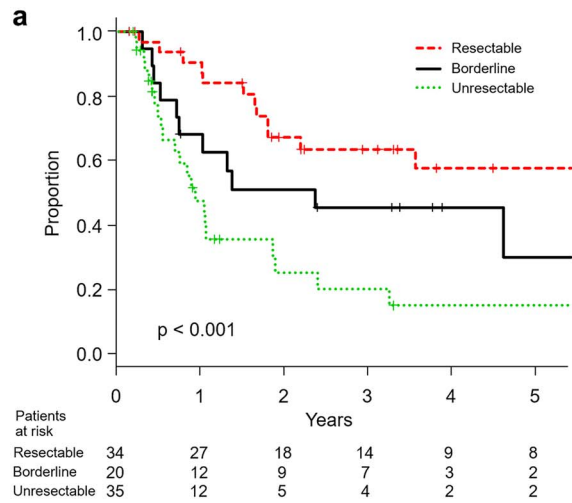 a
1.0
0.8
0.6
0.4
0.2
0.0
Proportion
Resectable
Borderline
Unresectable
p < 0.001
0 1 2 3 4 5
Years
Patients
at risk
Resectable 34 27 18 14 9 8
Borderline 20 12 9 7 3 2
Unresectable 35 12 5 4 2 2